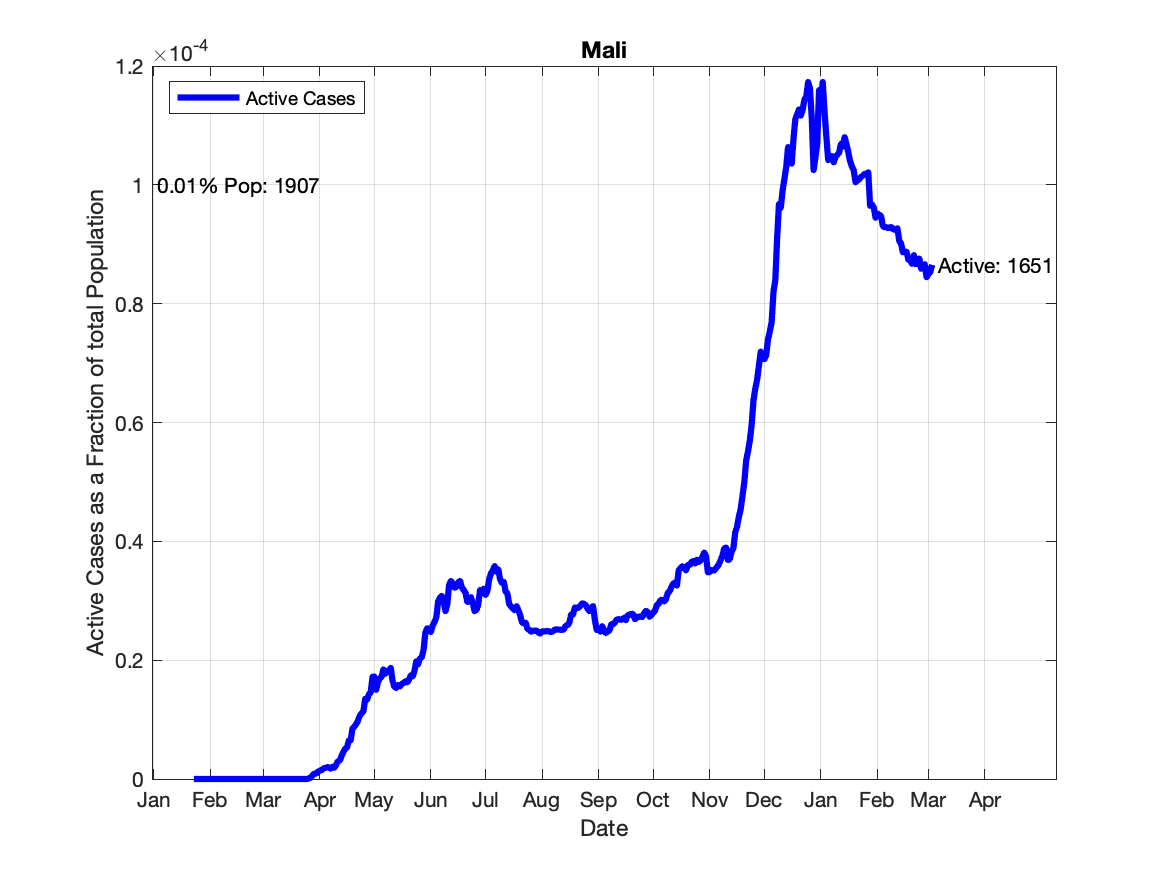 Mali
×10-4
1.2
1
0.8
0.6
0.4
0.2
0
Active Cases
0.01% Pop: 1907
Active: 1651
Active Cases as a Fraction of total Population
Jan Feb Mar Apr May Jun Jul Aug Sep Oct Nov Dec Jan Feb Mar Apr
Date